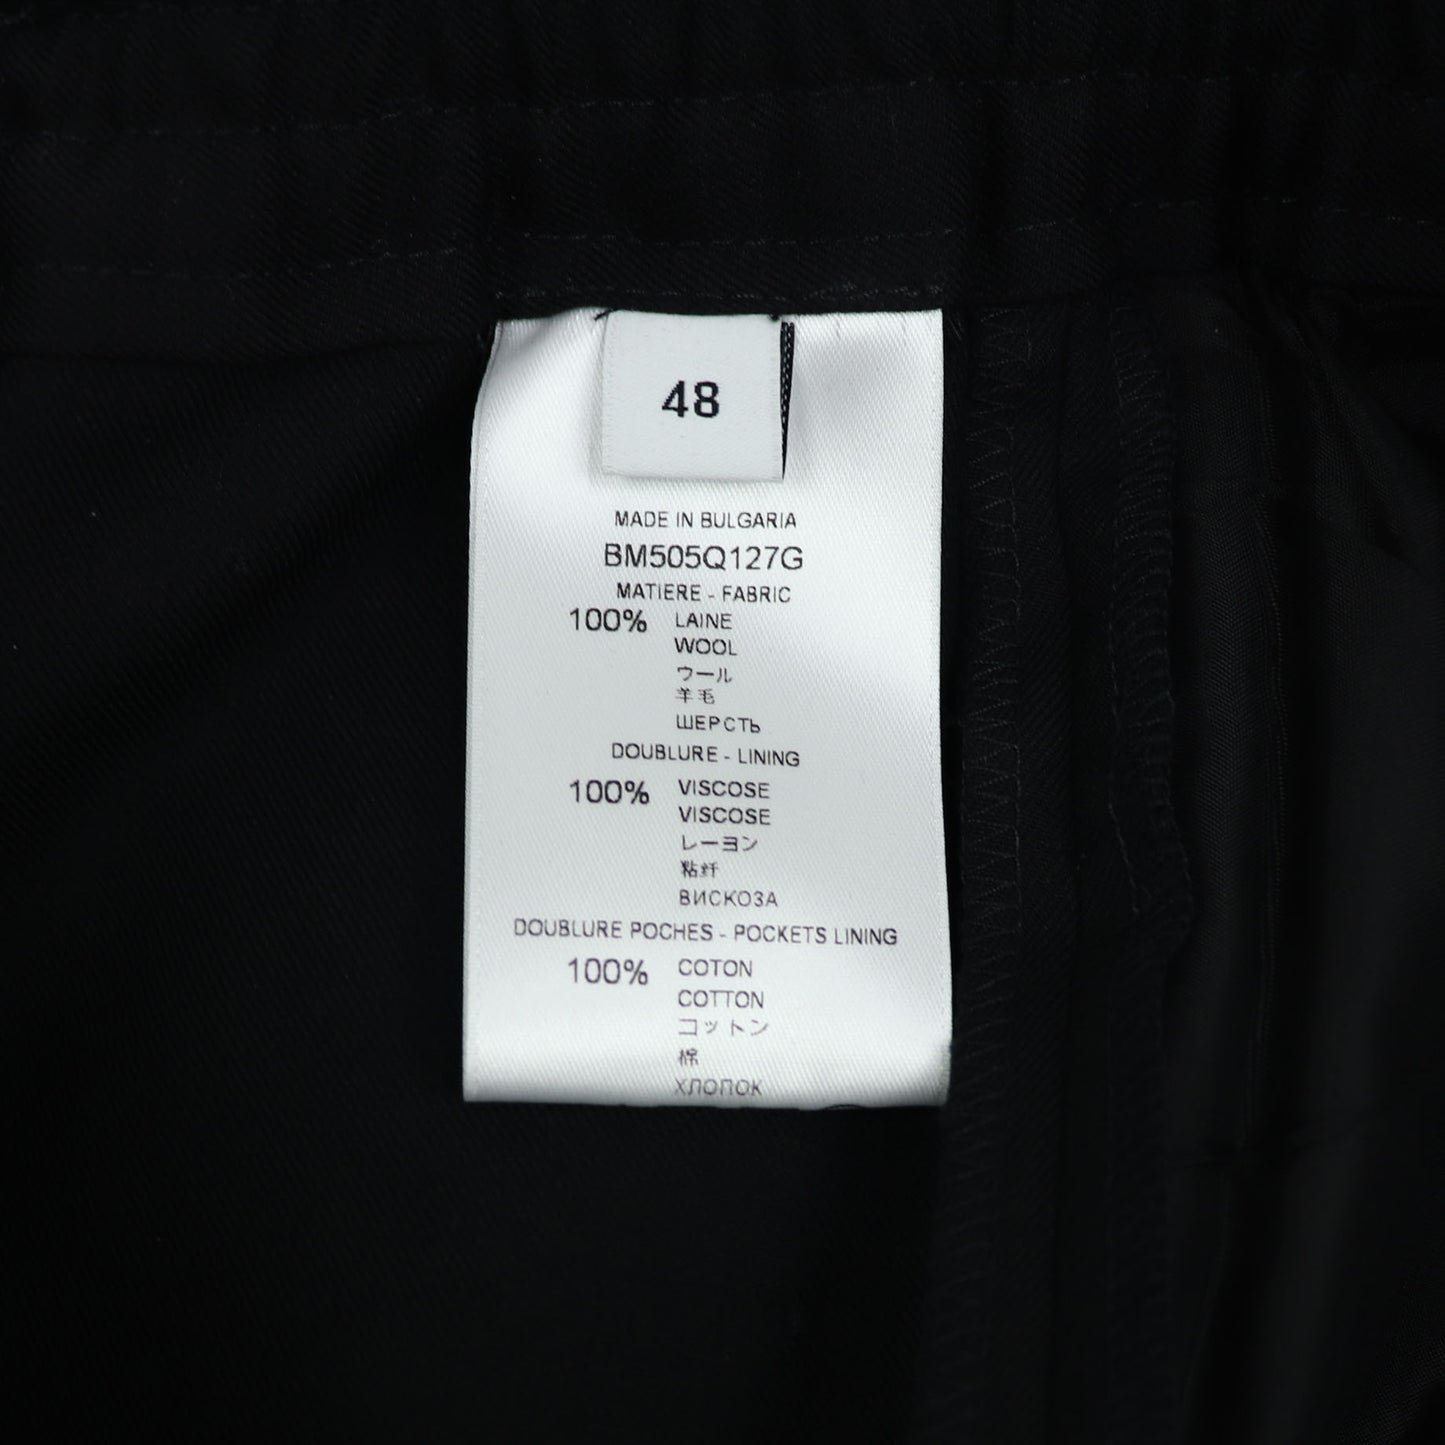 48
MADE IN BULGARIA
BM505Q127G
MATIERE - FABRIC
100% LAINE
WOOL
ウール
羊毛
ШЕРСТЬ
DOUBLURE - LINING
100% VISCOSE
VISCOSE
レーヨン
粘纤
ВИСКОЗА
DOUBLURE POCHES - POCKETS LINING
100% COTON
COTTON
コットン
棉
ХЛОПОК